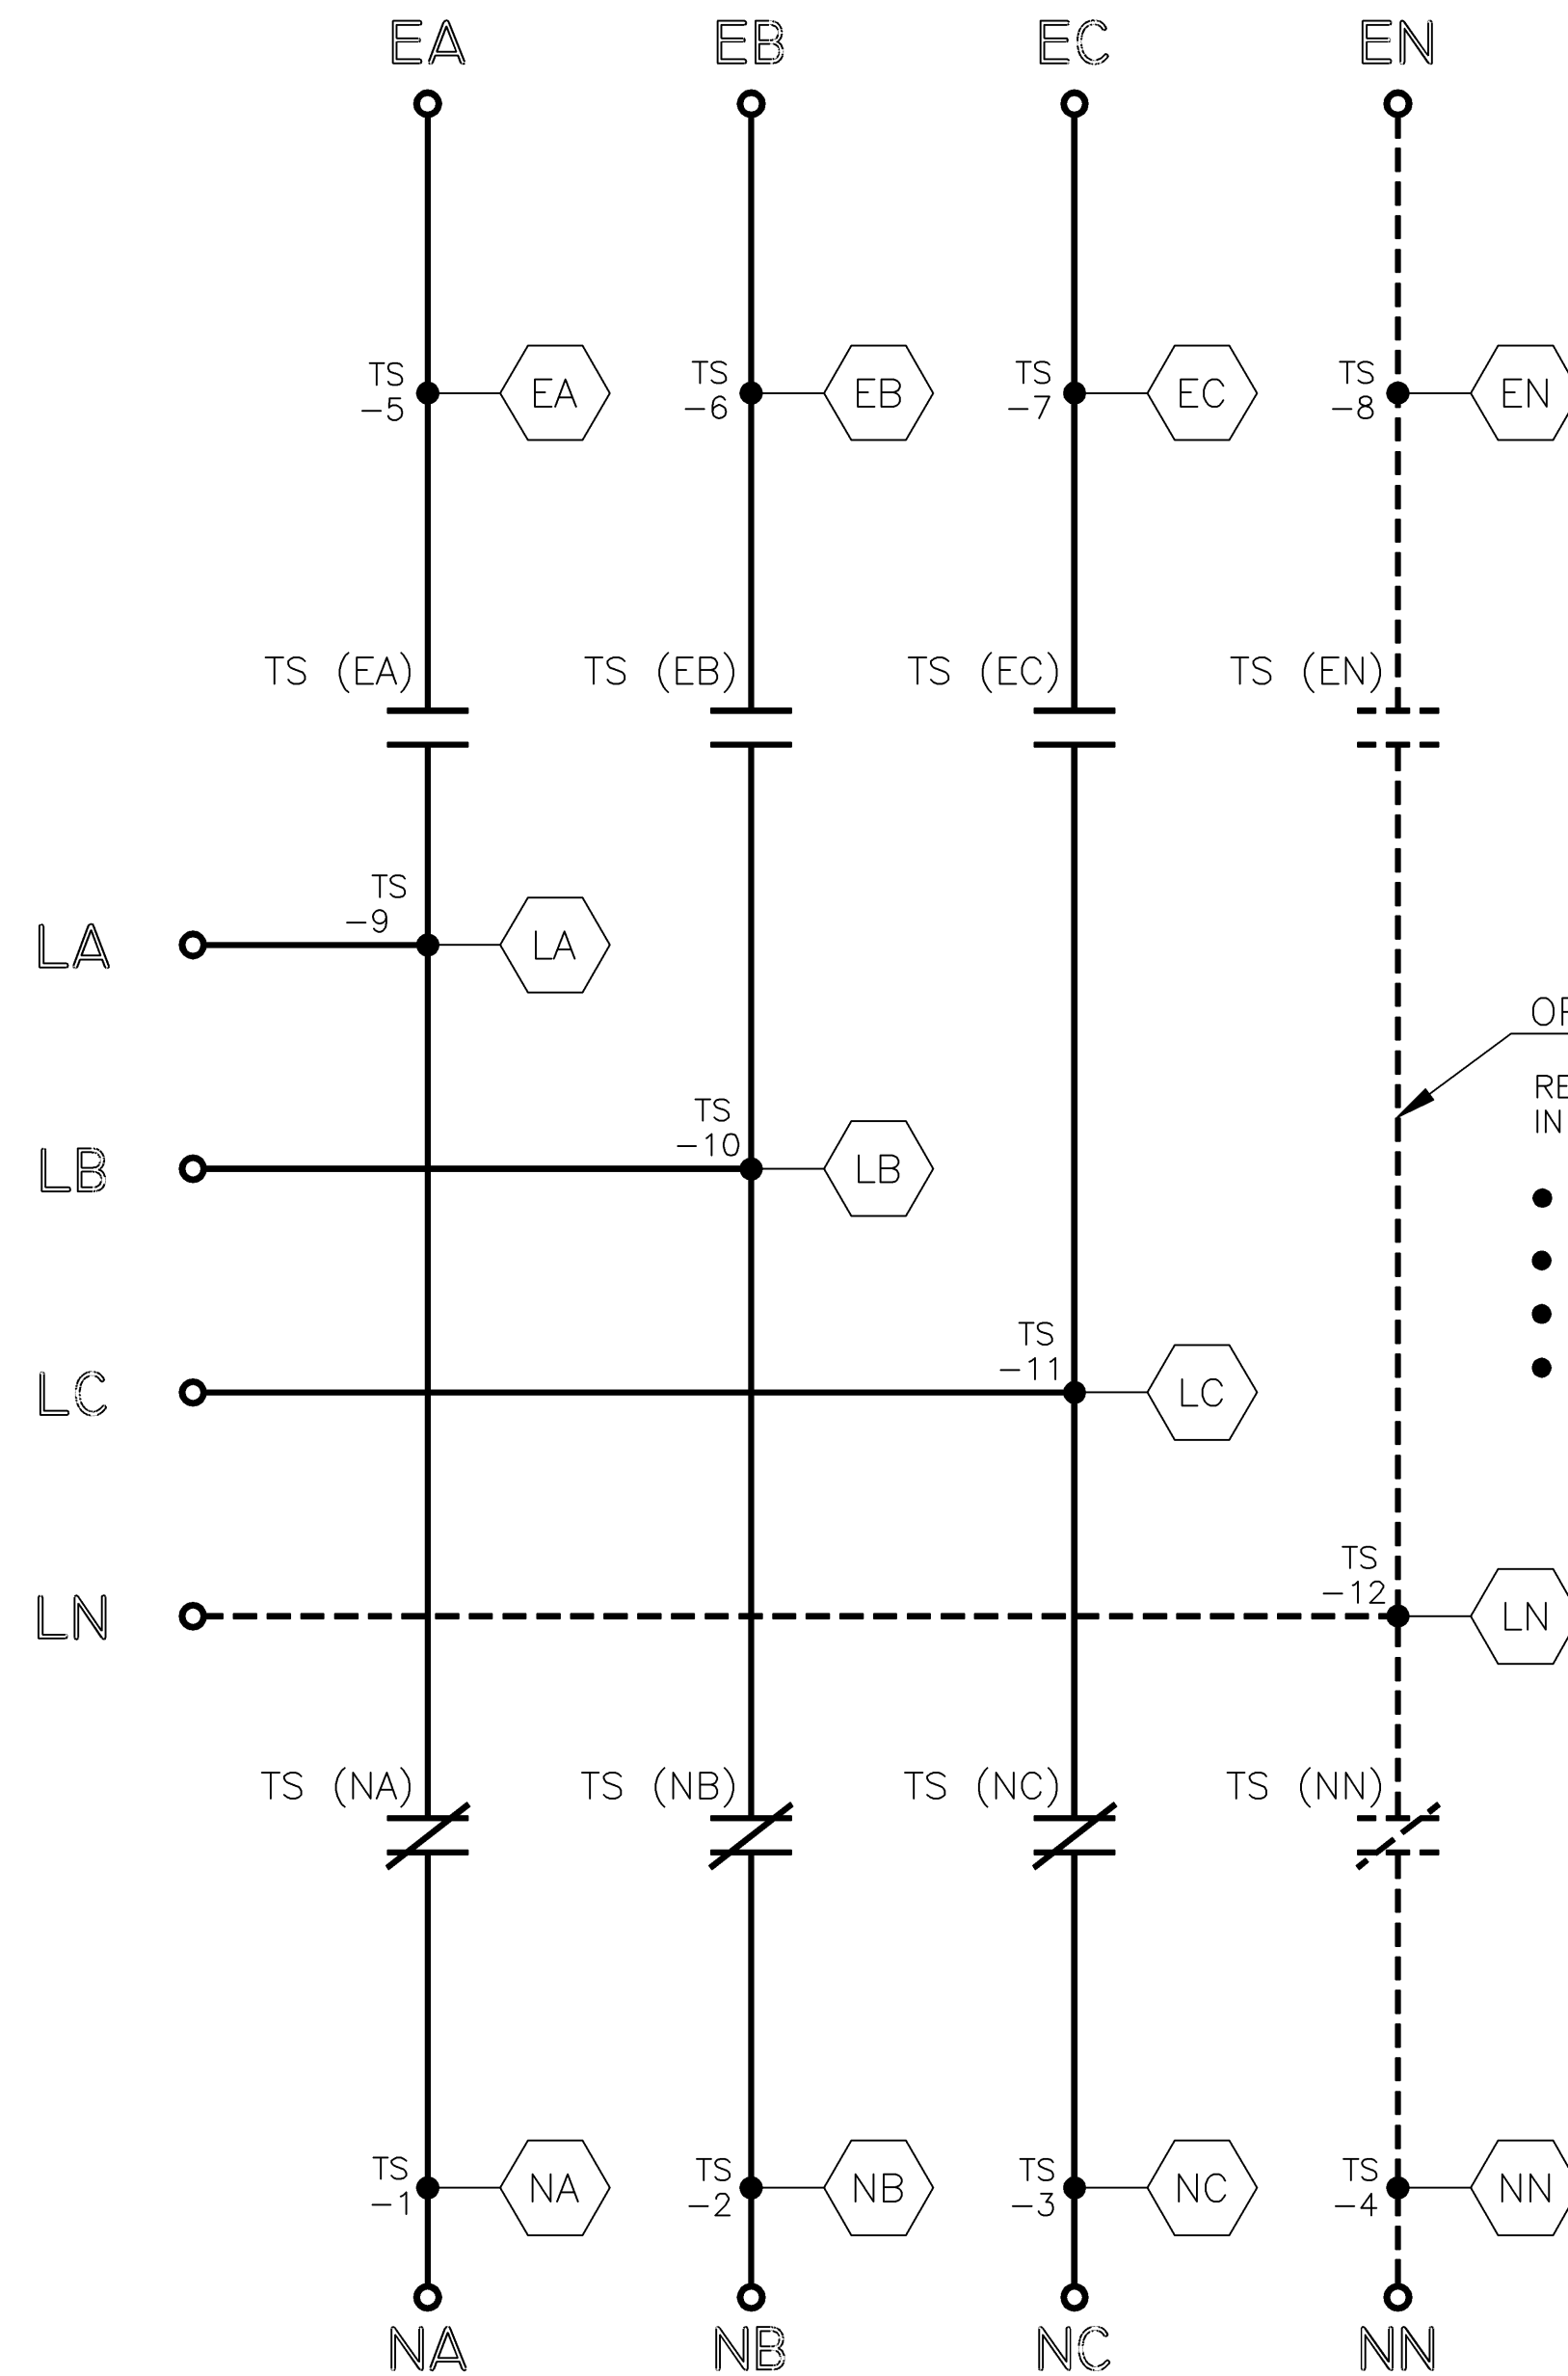 EA EB EC EN
TS TS TS TS
-5 EA -6 EB -7 EC -8 EN
TS (EA) TS (EB) TS (EC) TS (EN)
TS
-9
LA LA
OP
RE
IN
TS
-10
LB LB
TS
-11
LC LC
TS
-12
LN LN
TS (NA) TS (NB) TS (NC) TS (NN)
TS TS TS TS
-1 NA -2 NB -3 NC -4 NN
NA NB NC NN